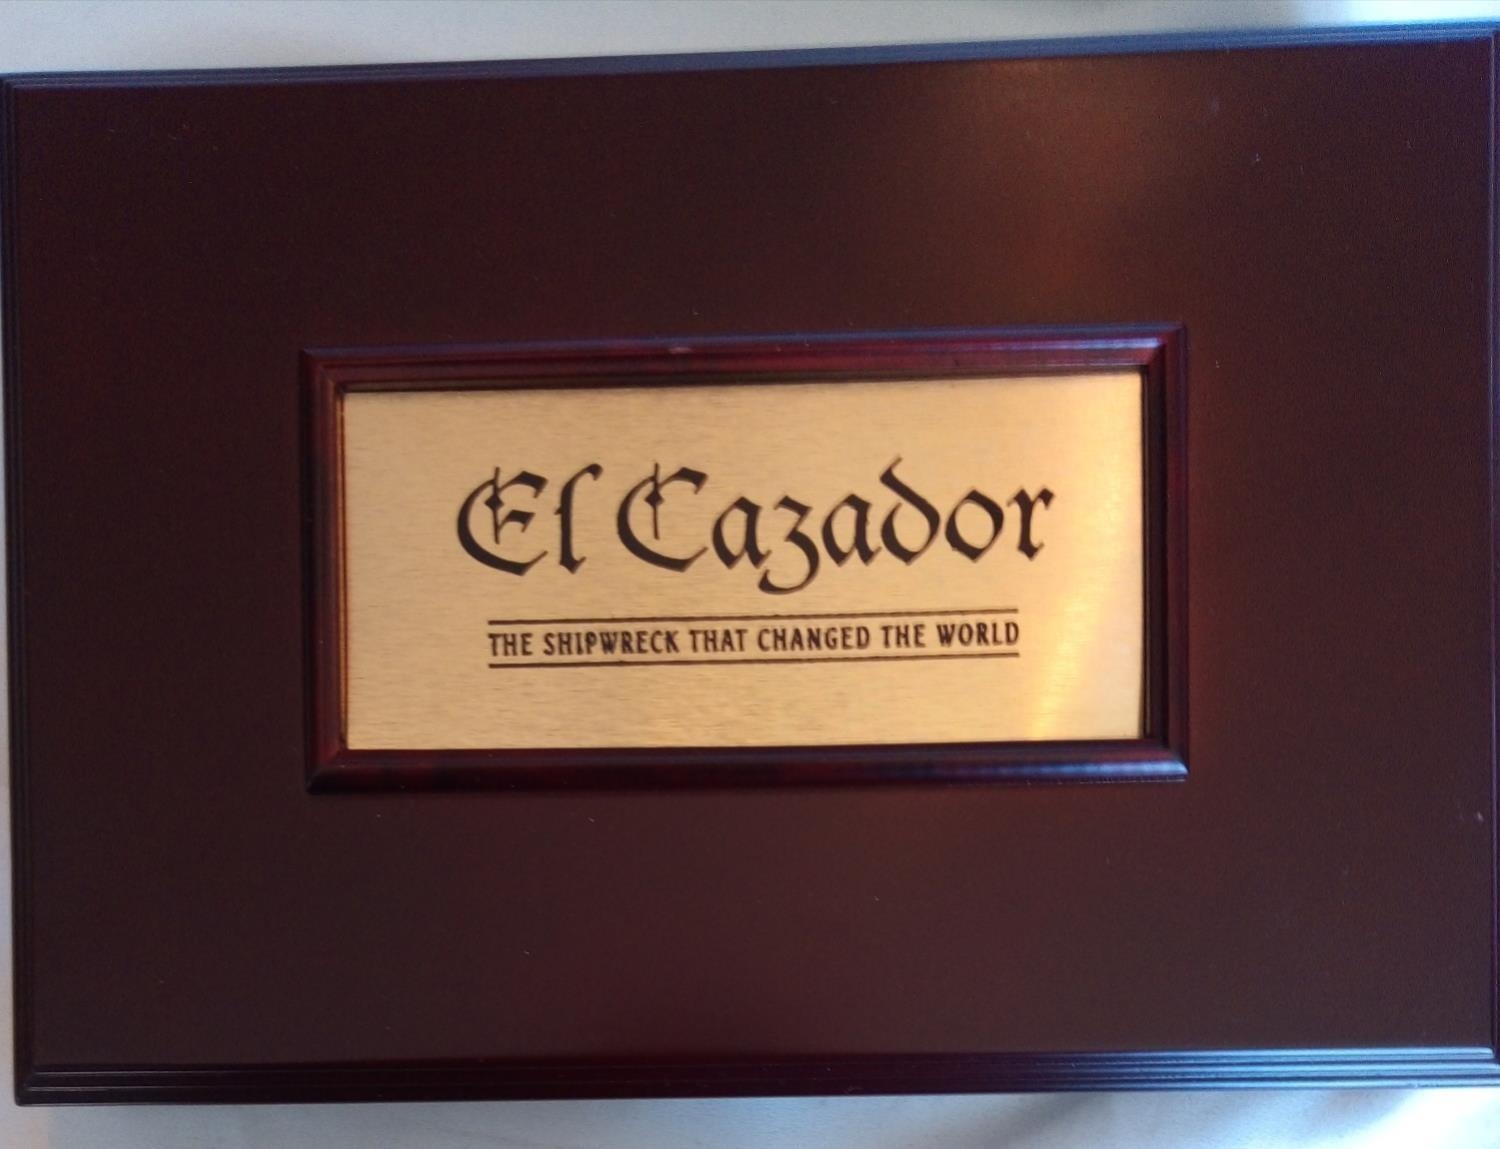 El Cazador
THE SHIPWRECK THAT CHANGED THE WORLD